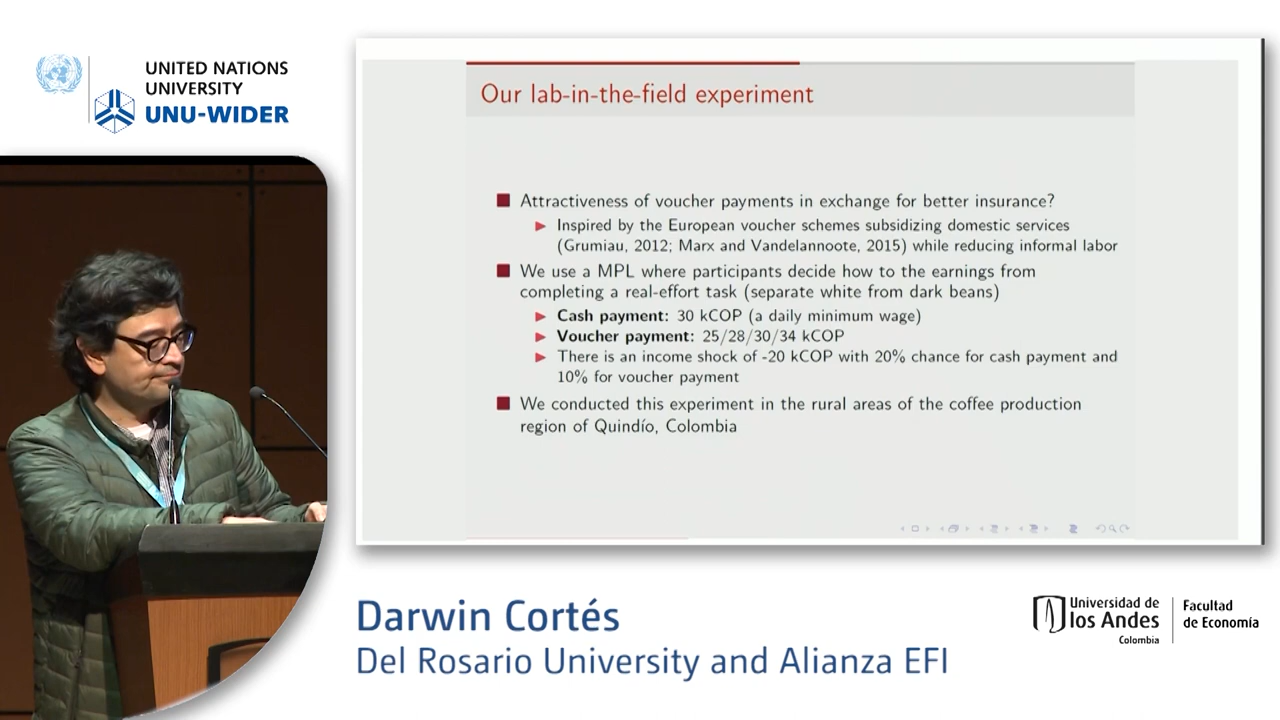 UNITED NATIONS
UNIVERSITY
UNU-WIDER
Our lab-in-the-field experiment
Attractiveness of voucher payments in exchange for better insurance?
Inspired by the European voucher schemes subsidizing domestic services
(Grumiau, 2012; Marx and Vandelannoote, 2015) while reducing informal labor
We use a MPL where participants decide how to the earnings from
completing a real-effort task (separate white from dark beans)
Cash payment: 30 kCOP (a daily minimum wage)
Voucher payment: 25/28/30/34 kCOP
There is an income shock of -20 kCOP with 20% chance for cash payment and
10% for voucher payment
We conducted this experiment in the rural areas of the coffee production
region of Quindío, Colombia
Darwin Cortés
Del Rosario University and Alianza EFI
Universidad de
los Andes
Colombia
Facultad
de Economía